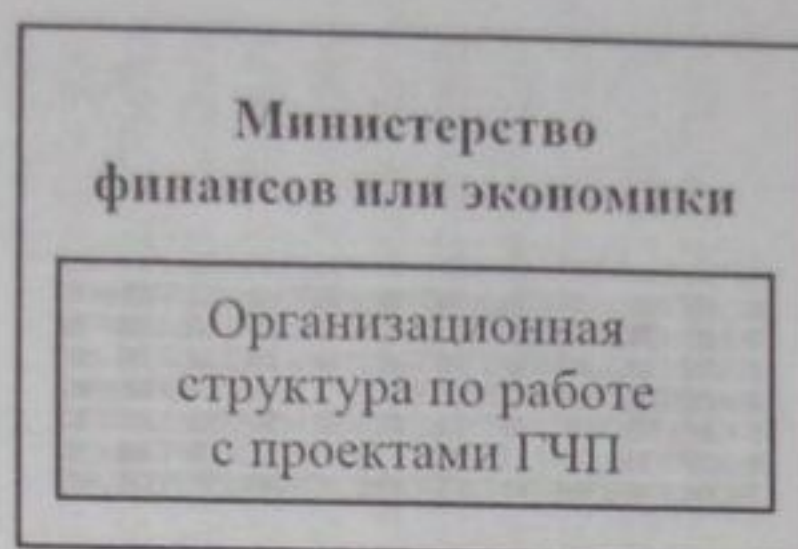 Министерство
финансов или экономики
Организационная
структура по работе
с проектами ГЧП